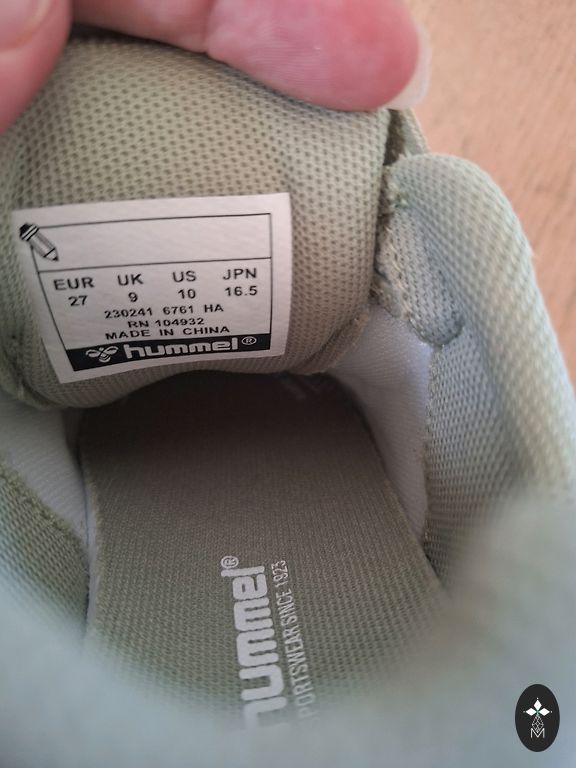 EUR UK US JPN
27 9 10 16.5
230241 6761 HA
RN 104932
MADE IN CHINA
hummel®
hummel®
SPORTSWEAR SINCE 1923
M